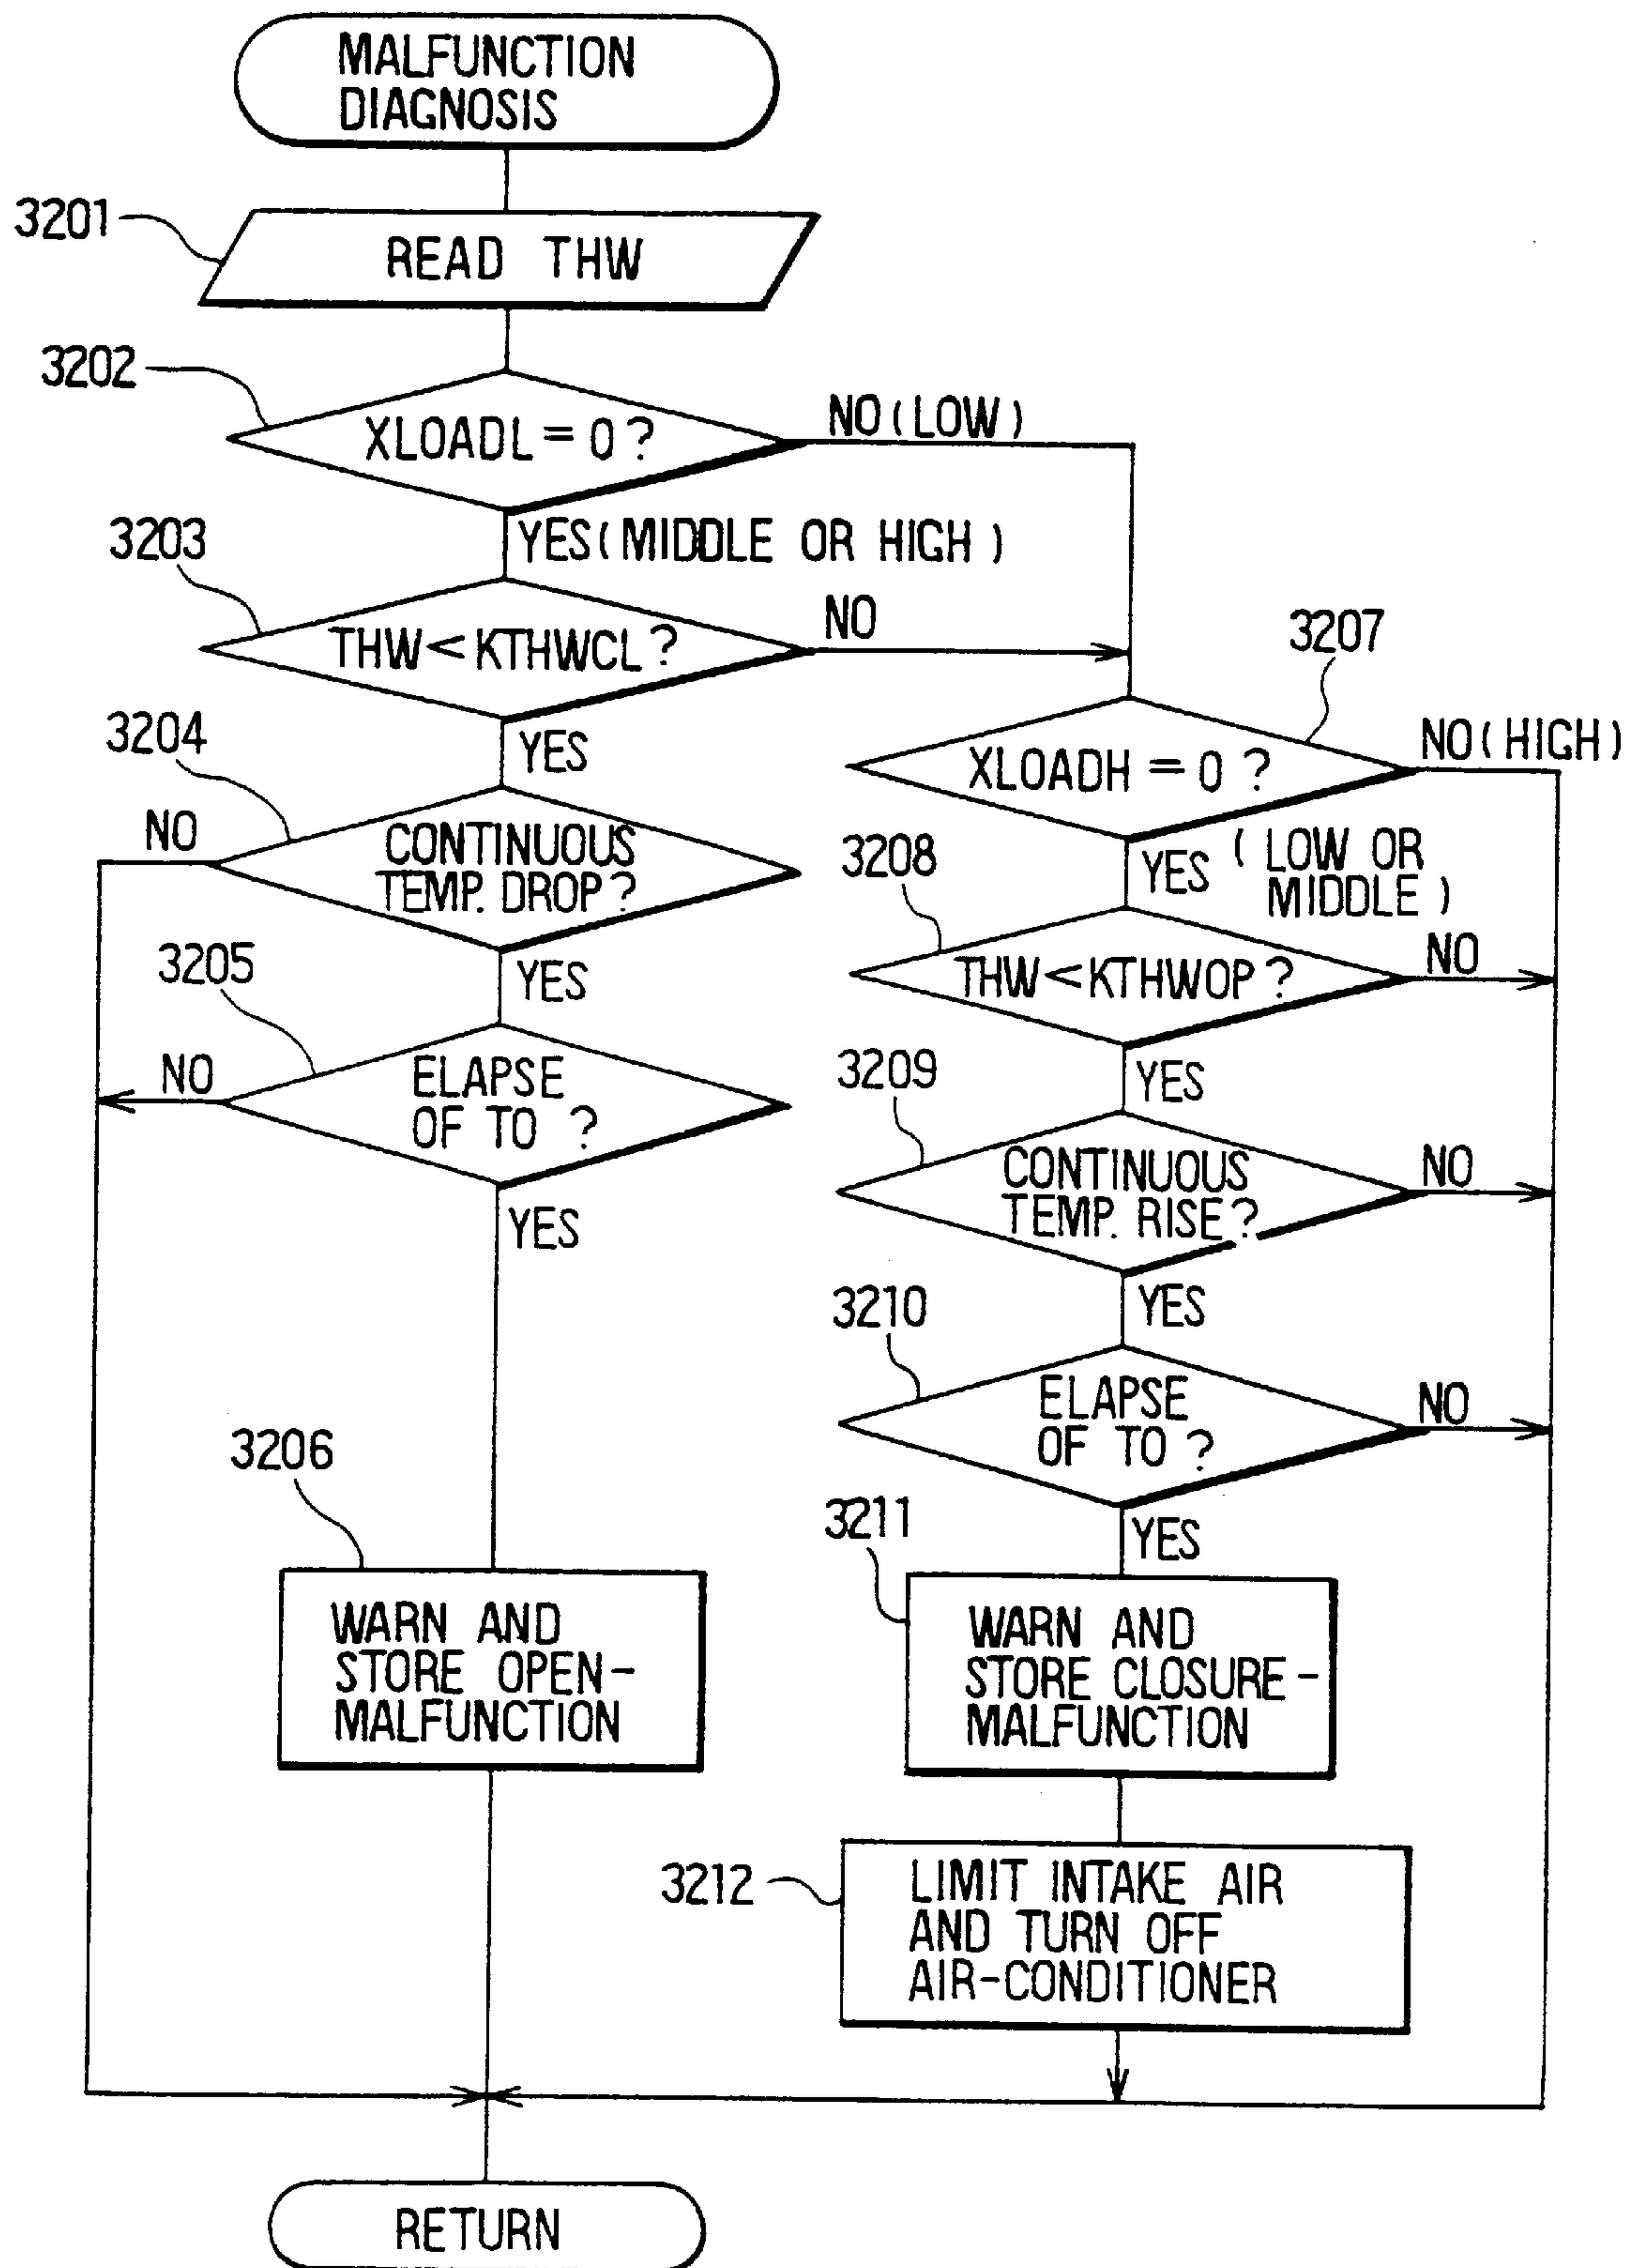 MALFUNCTION
DIAGNOSIS
3201
READ THW
3202
XLOADL = 0 ?
NO (LOW)
YES (MIDDLE OR HIGH)
3203
THW < KTHWCL ?
NO
YES
3204
CONTINUOUS
TEMP. DROP ?
NO
YES
3205
ELAPSE
OF TO ?
NO
YES
3206
WARN AND
STORE OPEN-
MALFUNCTION
3207
XLOADH = 0 ?
NO (HIGH)
YES (LOW OR
MIDDLE)
3208
THW < KTHWOP ?
NO
YES
3209
CONTINUOUS
TEMP. RISE ?
NO
YES
3210
ELAPSE
OF TO ?
NO
YES
3211
WARN AND
STORE CLOSURE-
MALFUNCTION
3212
LIMIT INTAKE AIR
AND TURN OFF
AIR-CONDITIONER
RETURN